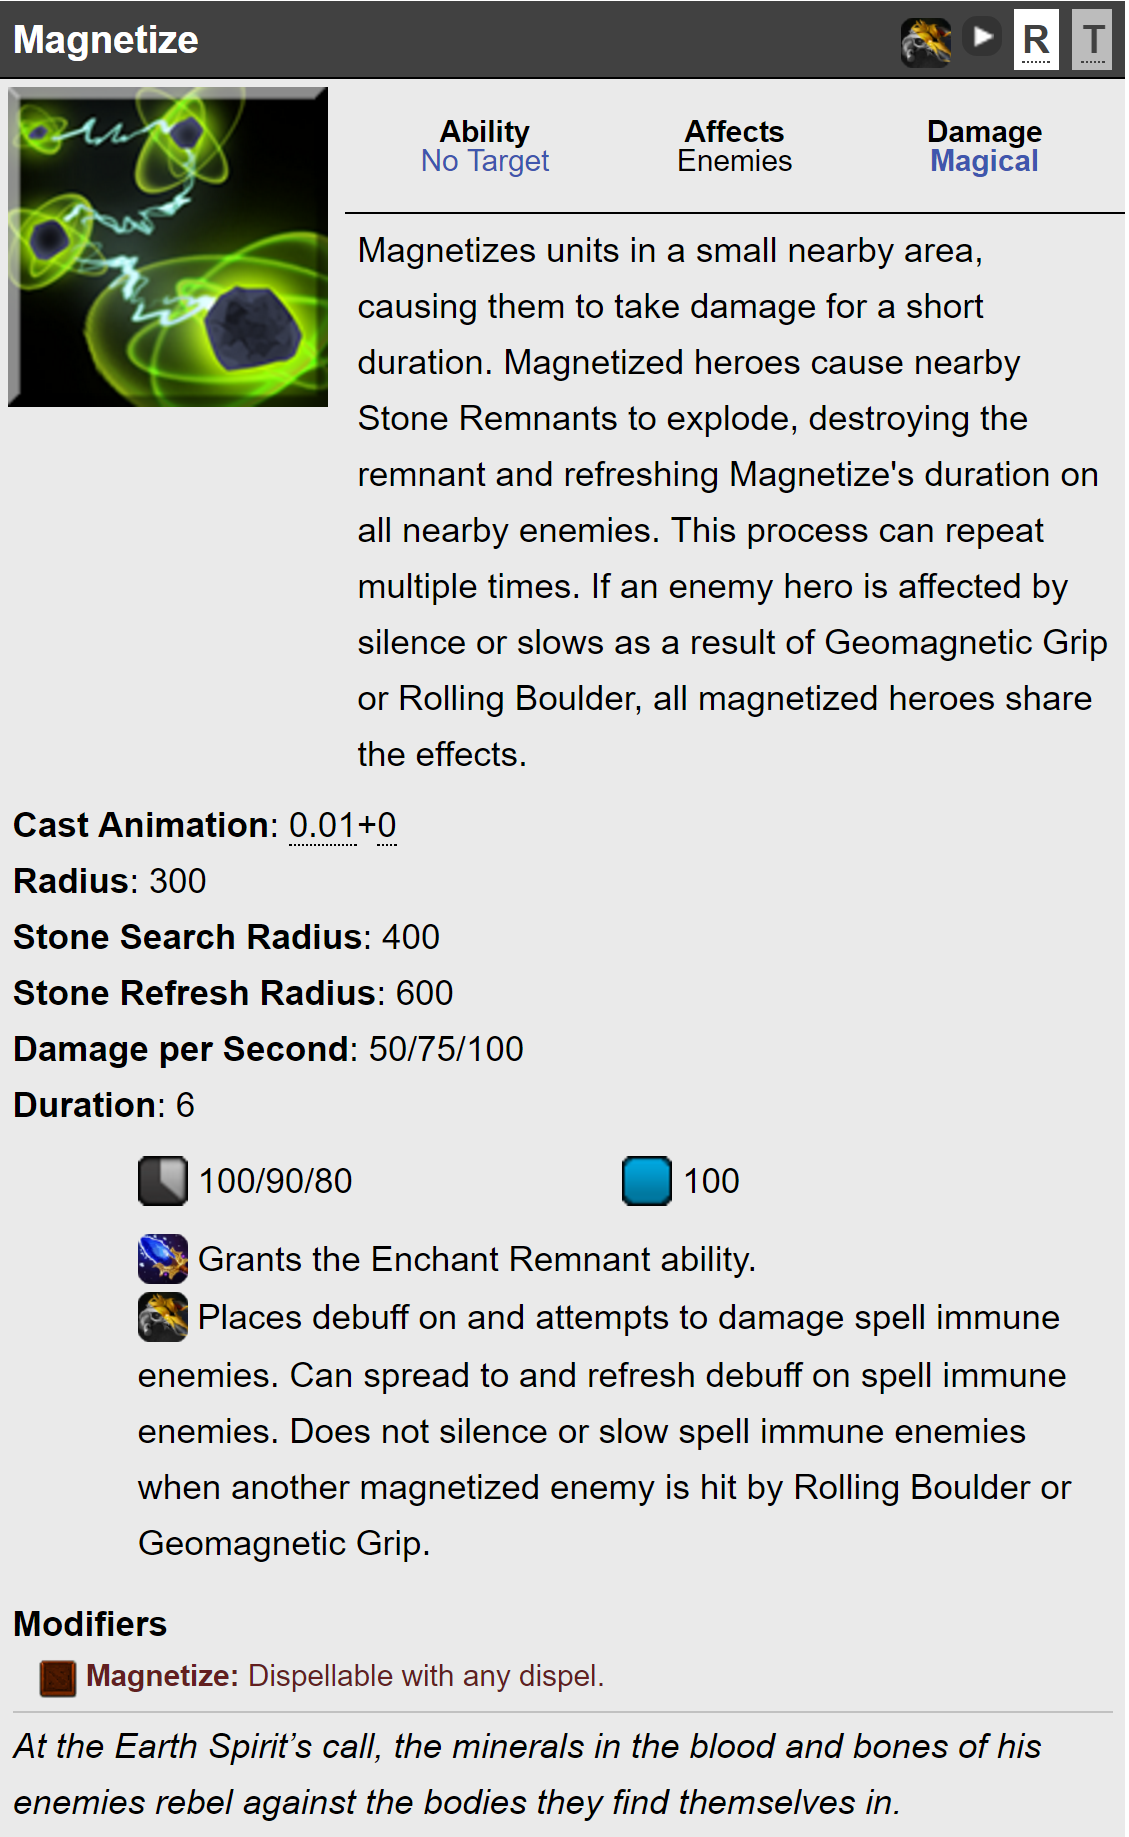 Magnetize
R
T
Ability
Affects
Damage
No Target
Enemies
Magical
Magnetizes units in a small nearby area,
causing them to take damage for a short
duration. Magnetized heroes cause nearby
Stone Remnants to explode, destroying the
remnant and refreshing Magnetize's duration on
all nearby enemies. This process can repeat
multiple times. If an enemy hero is affected by
silence or slows as a result of Geomagnetic Grip
or Rolling Boulder, all magnetized heroes share
the effects.
Cast Animation: 0.01+0
Radius: 300
Stone Search Radius: 400
Stone Refresh Radius: 600
Damage per Second: 50/75/100
Duration: 6
100/90/80
100
Grants the Enchant Remnant ability.
Places debuff on and attempts to damage spell immune
enemies. Can spread to and refresh debuff on spell immune
enemies. Does not silence or slow spell immune enemies
when another magnetized enemy is hit by Rolling Boulder or
Geomagnetic Grip.
Modifiers
Magnetize: Dispellable with any dispel.
At the Earth Spirit’s call, the minerals in the blood and bones of his
enemies rebel against the bodies they find themselves in.